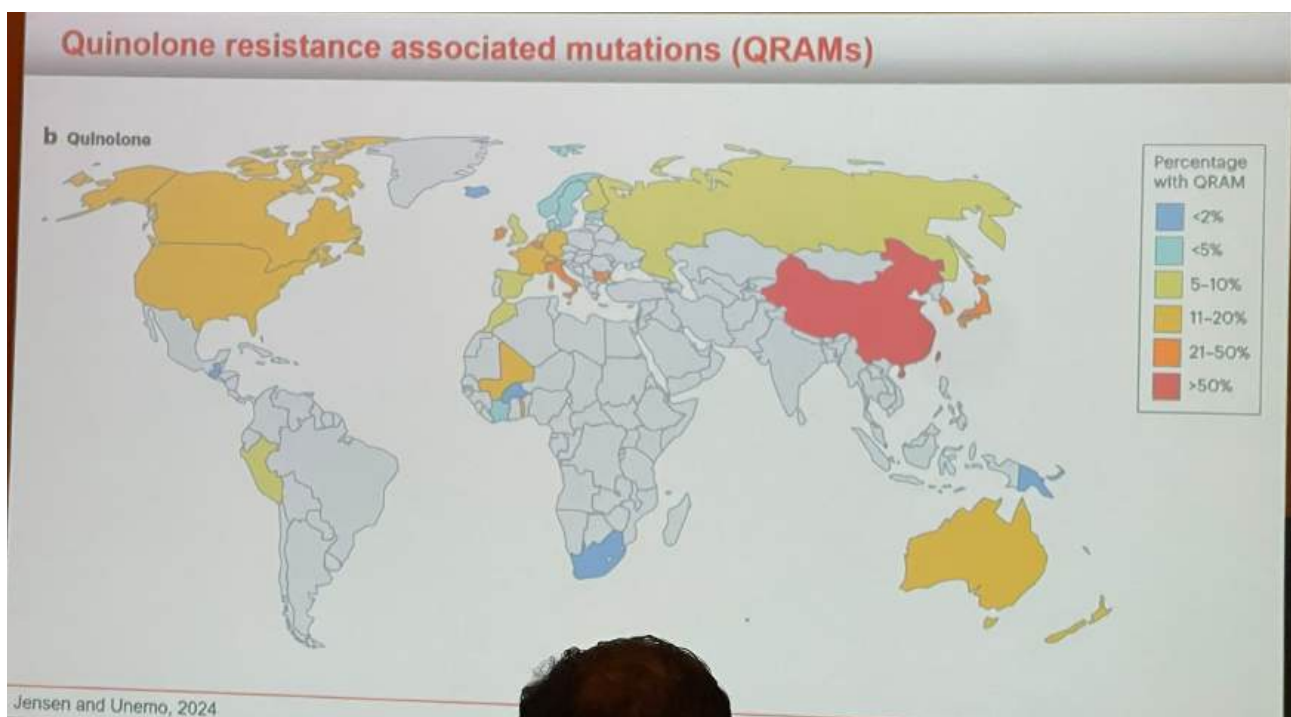 Quinolone resistance associated mutations (QRAMs)
b Quinolone
Percentage
with QRAM
<2%
<5%
5–10%
11–20%
21–50%
>50%
Jensen and Unemo, 2024